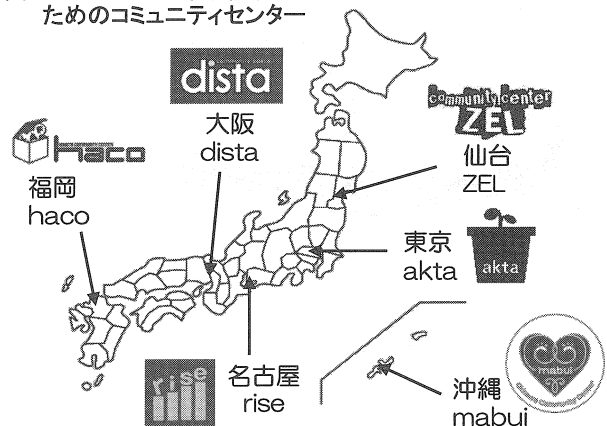 ためのコミュニティセンター
dista
大阪
dista
community center
ZEL
仙台
ZEL
haco
福岡
haco
東京
akta
akta
rise
名古屋
rise
沖縄
mabui
mabui